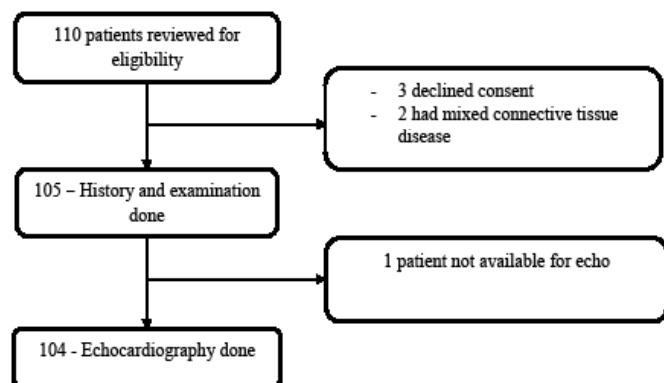 110 patients reviewed for
eligibility
- 3 declined consent
- 2 had mixed connective tissue
disease
105 – History and examination
done
1 patient not available for echo
104 - Echocardiography done